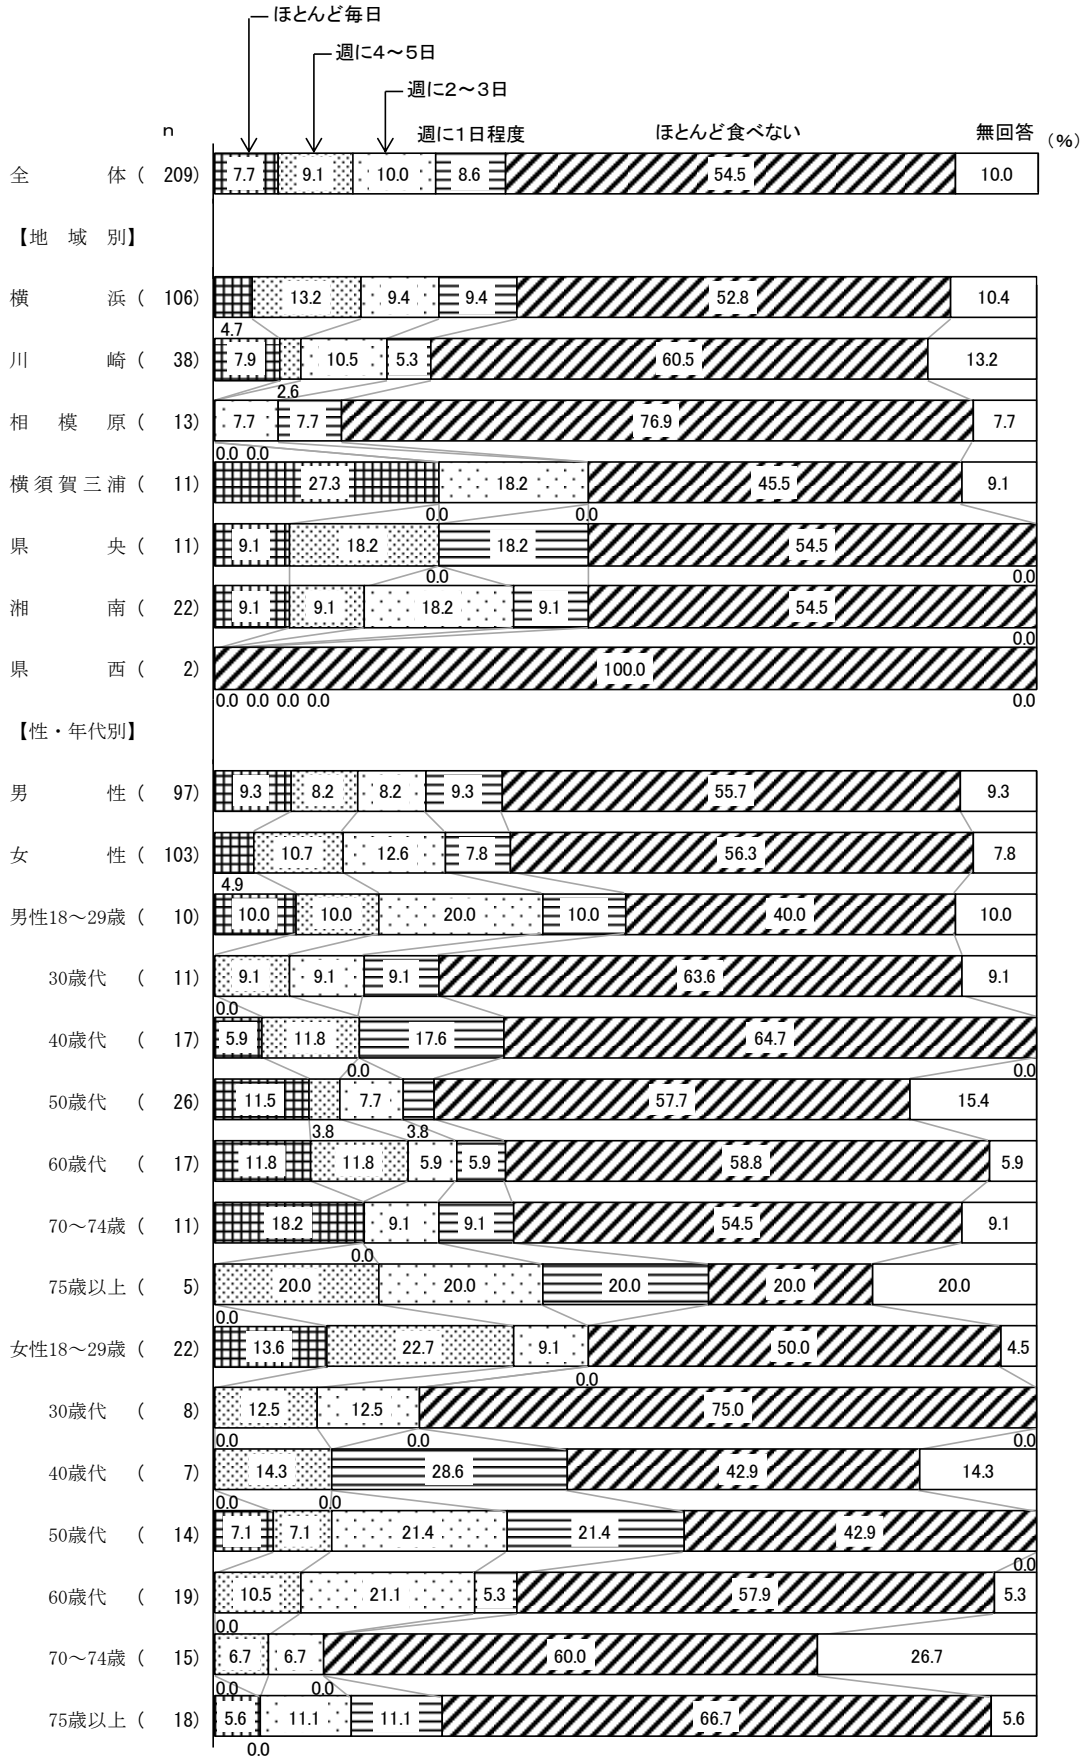 ほとんど毎日
週に4～5日
週に2～3日
n 週に1日程度 ほとんど食べない 無回答 (%)
全体( 209) 7.7 9.1 10.0 8.6 54.5 10.0
【地域別】
横浜( 106) 13.2 9.4 9.4 52.8 10.4
4.7
川崎( 38) 7.9 10.5 5.3 60.5 13.2
2.6
相模原( 13) 7.7 7.7 76.9 7.7
0.0 0.0
横須賀三浦( 11) 27.3 18.2 45.5 9.1
0.0 0.0
県央( 11) 9.1 18.2 18.2 54.5
0.0 0.0
湘南( 22) 9.1 9.1 18.2 9.1 54.5
0.0
県西( 2) 100.0
0.0 0.0 0.0 0.0 0.0
【性・年代別】
男性( 97) 9.3 8.2 8.2 9.3 55.7 9.3
女性( 103) 10.7 12.6 7.8 56.3 7.8
4.9
男性18～29歳( 10) 10.0 10.0 20.0 10.0 40.0 10.0
30歳代( 11) 9.1 9.1 9.1 63.6 9.1
0.0
40歳代( 17) 5.9 11.8 17.6 64.7
0.0 0.0
50歳代( 26) 11.5 7.7 57.7 15.4
3.8 3.8
60歳代( 17) 11.8 11.8 5.9 5.9 58.8 5.9
70～74歳( 11) 18.2 9.1 9.1 54.5 9.1
0.0
75歳以上( 5) 20.0 20.0 20.0 20.0 20.0
0.0
女性18～29歳( 22) 13.6 22.7 9.1 50.0 4.5
0.0
30歳代( 8) 12.5 12.5 75.0
0.0 0.0 0.0
40歳代( 7) 14.3 28.6 42.9 14.3
0.0 0.0
50歳代( 14) 7.1 7.1 21.4 21.4 42.9
0.0
60歳代( 19) 10.5 21.1 5.3 57.9 5.3
0.0
70～74歳( 15) 6.7 6.7 60.0 26.7
0.0 0.0
75歳以上( 18) 5.6 11.1 11.1 66.7 5.6
0.0